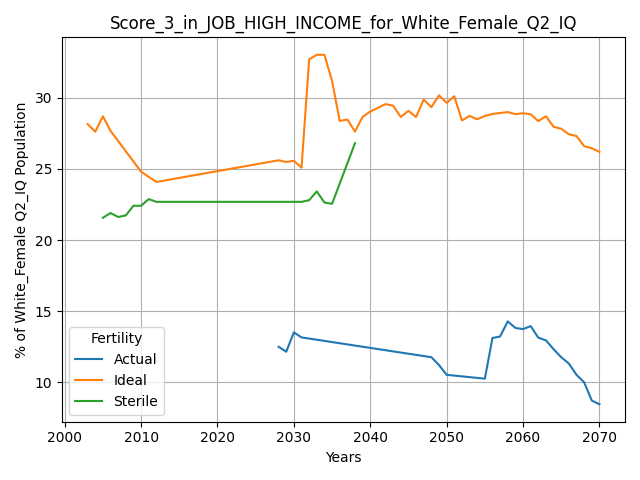 Score_3_in_JOB_HIGH_INCOME_for_White_Female_Q2_IQ
% of White_Female Q2_IQ Population
30
25
20
15
10
Fertility
Actual
Ideal
Sterile
2000 2010 2020 2030 2040 2050 2060 2070
Years